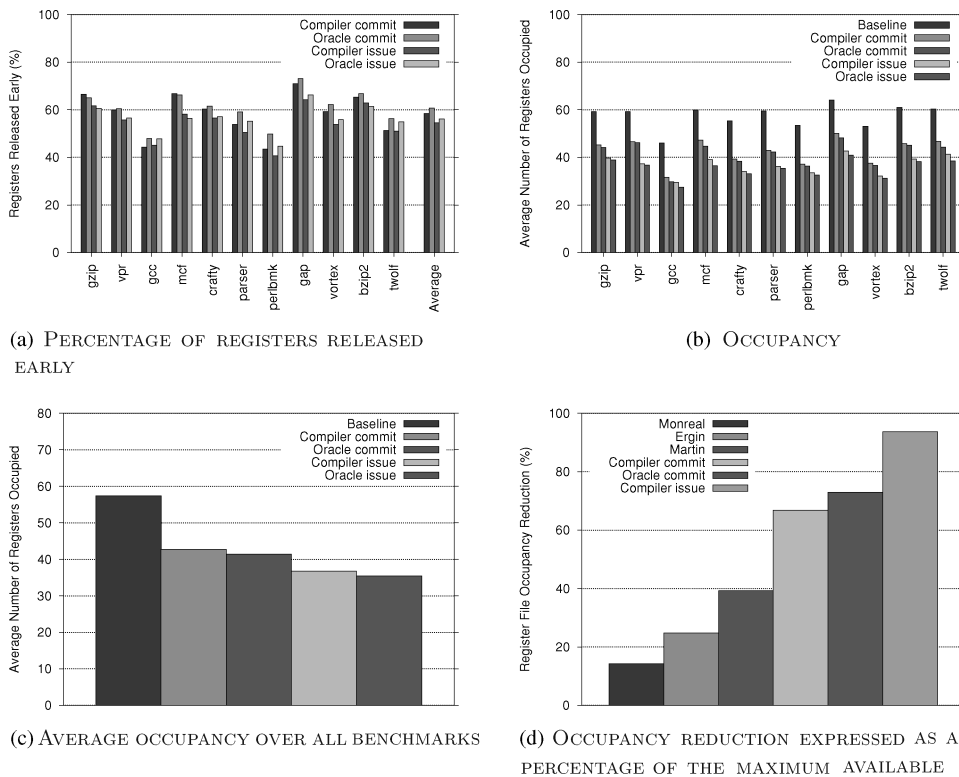 100
80
60
40
20
0
Registers Released Early (%)
Compiler commit
Oracle commit
Compiler issue
Oracle issue
gzip
vpr
gcc
mcf
crafty
parser
perlbmk
gap
vortex
bzip2
twolf
Average
(a) PERCENTAGE OF REGISTERS RELEASED
EARLY
100
80
60
40
20
0
Average Number of Registers Occupied
Baseline
Compiler commit
Oracle commit
Compiler issue
Oracle issue
gzip
vpr
gcc
mcf
crafty
parser
perlbmk
gap
vortex
bzip2
twolf
(b) OCCUPANCY
80
70
60
50
40
30
20
10
0
Average Number of Registers Occupied
Baseline
Compiler commit
Oracle commit
Compiler issue
Oracle issue
(c) AVERAGE OCCUPANCY OVER ALL BENCHMARKS
100
80
60
40
20
0
Register File Occupancy Reduction (%)
Monreal
Ergin
Martin
Compiler commit
Oracle commit
Compiler issue
(d) OCCUPANCY REDUCTION EXPRESSED AS A
PERCENTAGE OF THE MAXIMUM AVAILABLE